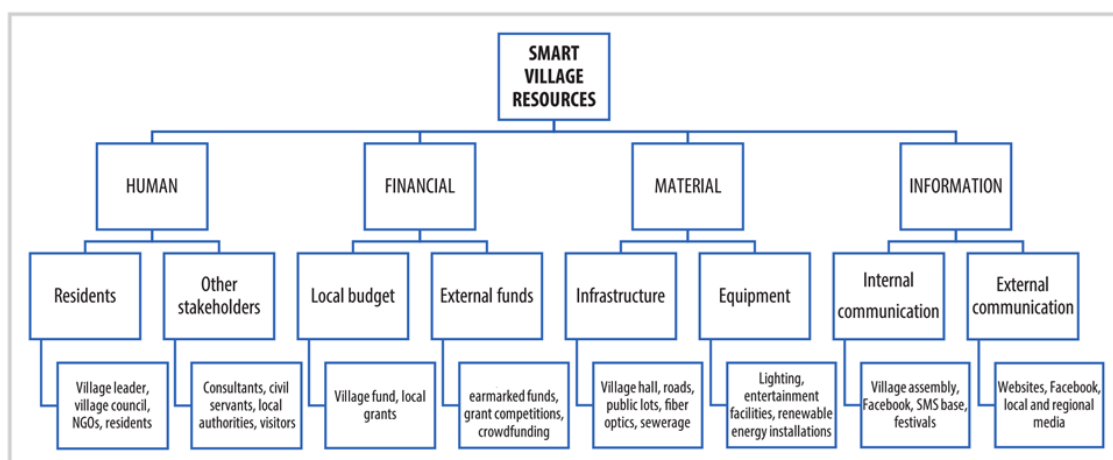 SMART
VILLAGE
RESOURCES
HUMAN
FINANCIAL
MATERIAL
INFORMATION
Residents
Other
stakeholders
Local budget
External funds
Infrastructure
Equipment
Internal
communication
External
communication
Village leader,
village council,
NGOs, residents
Consultants, civil
servants, local
authorities, visitors
Village fund, local
grants
earmarked funds,
grant competitions,
crowdfunding
Village hall, roads,
public lots, fiber
optics, sewerage
Lighting,
entertainment
facilities, renewable
energy installations
Village assembly,
Facebook, SMS base,
festivals
Websites, Facebook,
local and regional
media